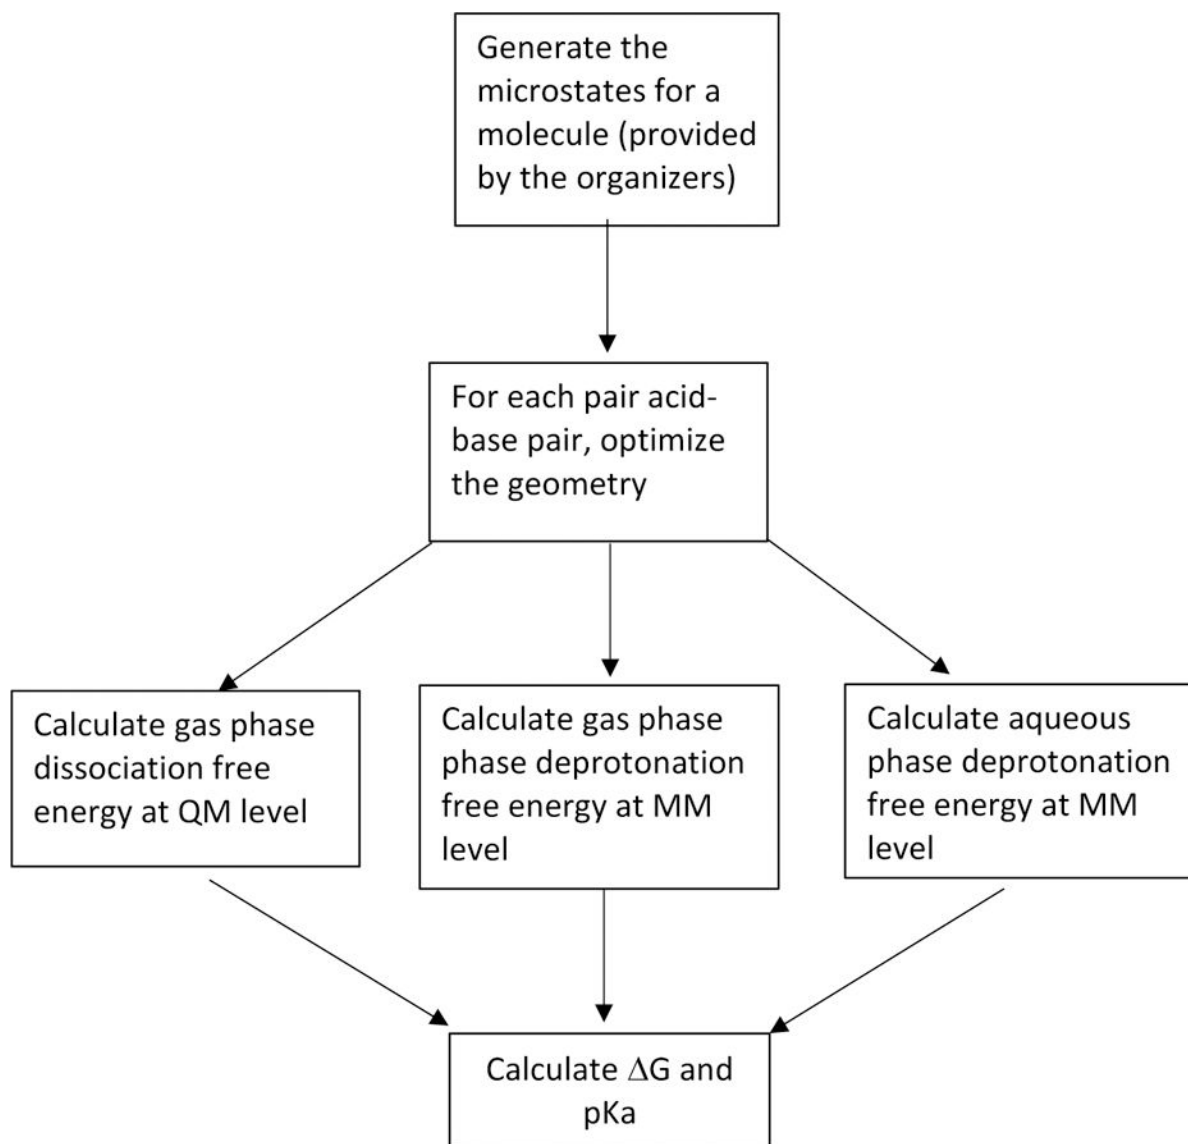 Generate the
microstates for a
molecule (provided
by the organizers)
For each pair acid-
base pair, optimize
the geometry
Calculate gas phase
dissociation free
energy at QM level
Calculate gas phase
phase deprotonation
free energy at MM
level
Calculate aqueous
phase deprotonation
free energy at MM
level
Calculate ΔG and
pKa